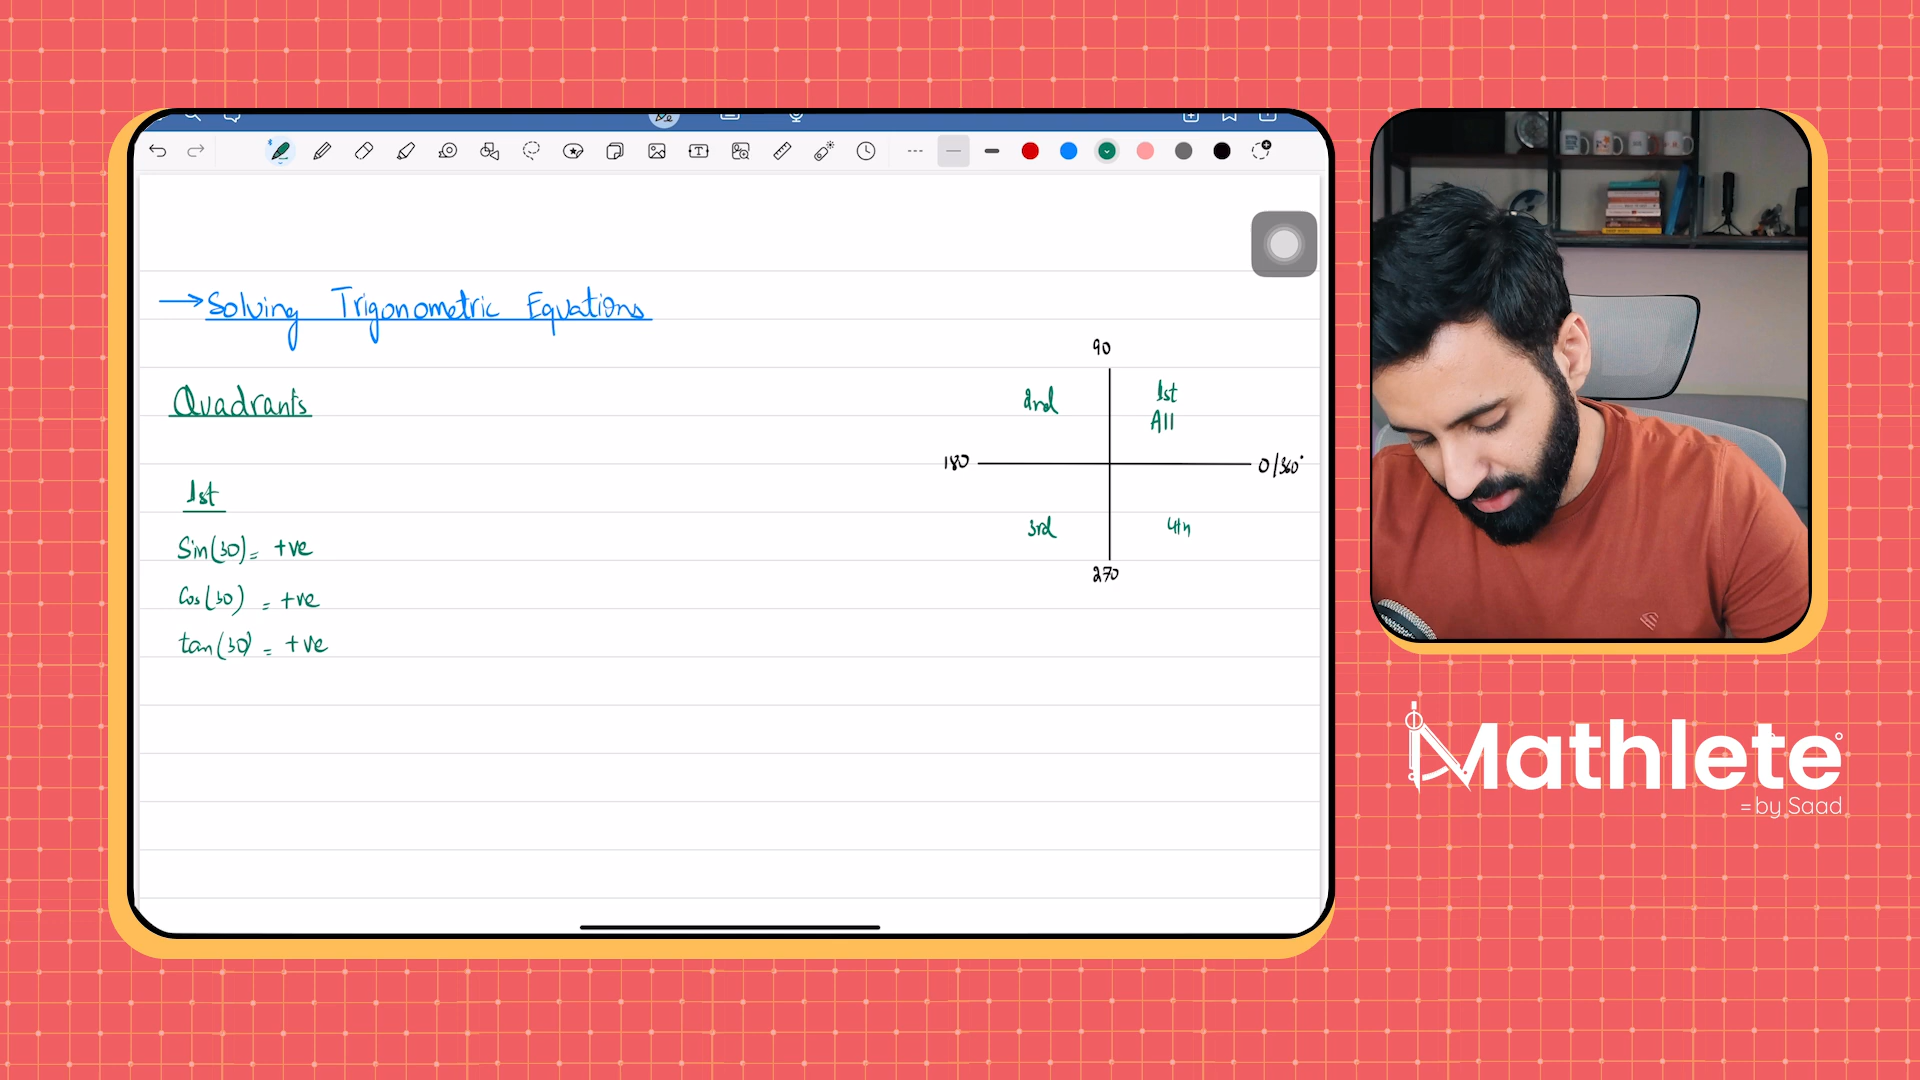 → Solving Trigonometric Equations
90
Quadrants
2nd 1st
All
180 0/360°
1st
3rd 4th
Sin(30) = +ve
270
Cos(30) = +ve
tan(30) = +ve
Mathlete
= by Saad